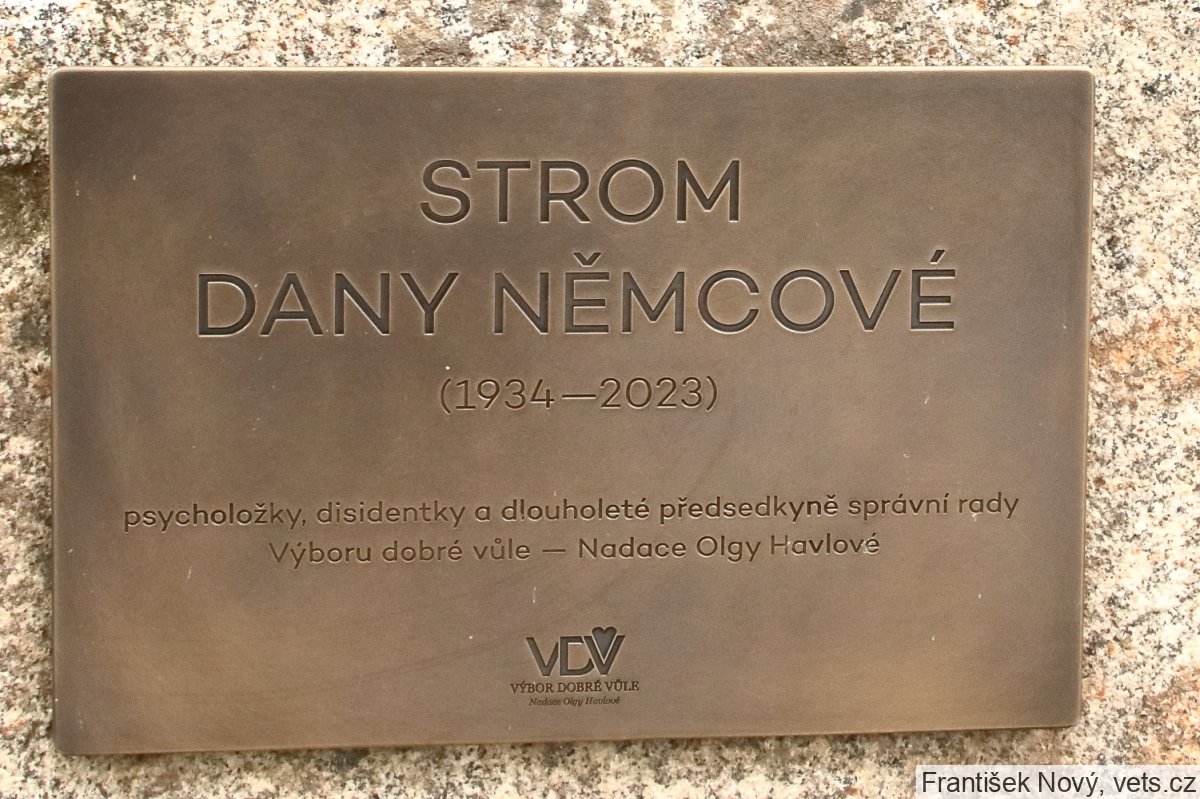 STROM
DANY NĚMCOVÉ
(1934—2023)
psycholožky, disidentky a dlouholeté předsedkyně správní rady
Výboru dobré vůle — Nadace Olgy Havlové
VDV
VÝBOR DOBRÉ VŮLE
Nadace Olgy Havlové
František Nový, vets.cz